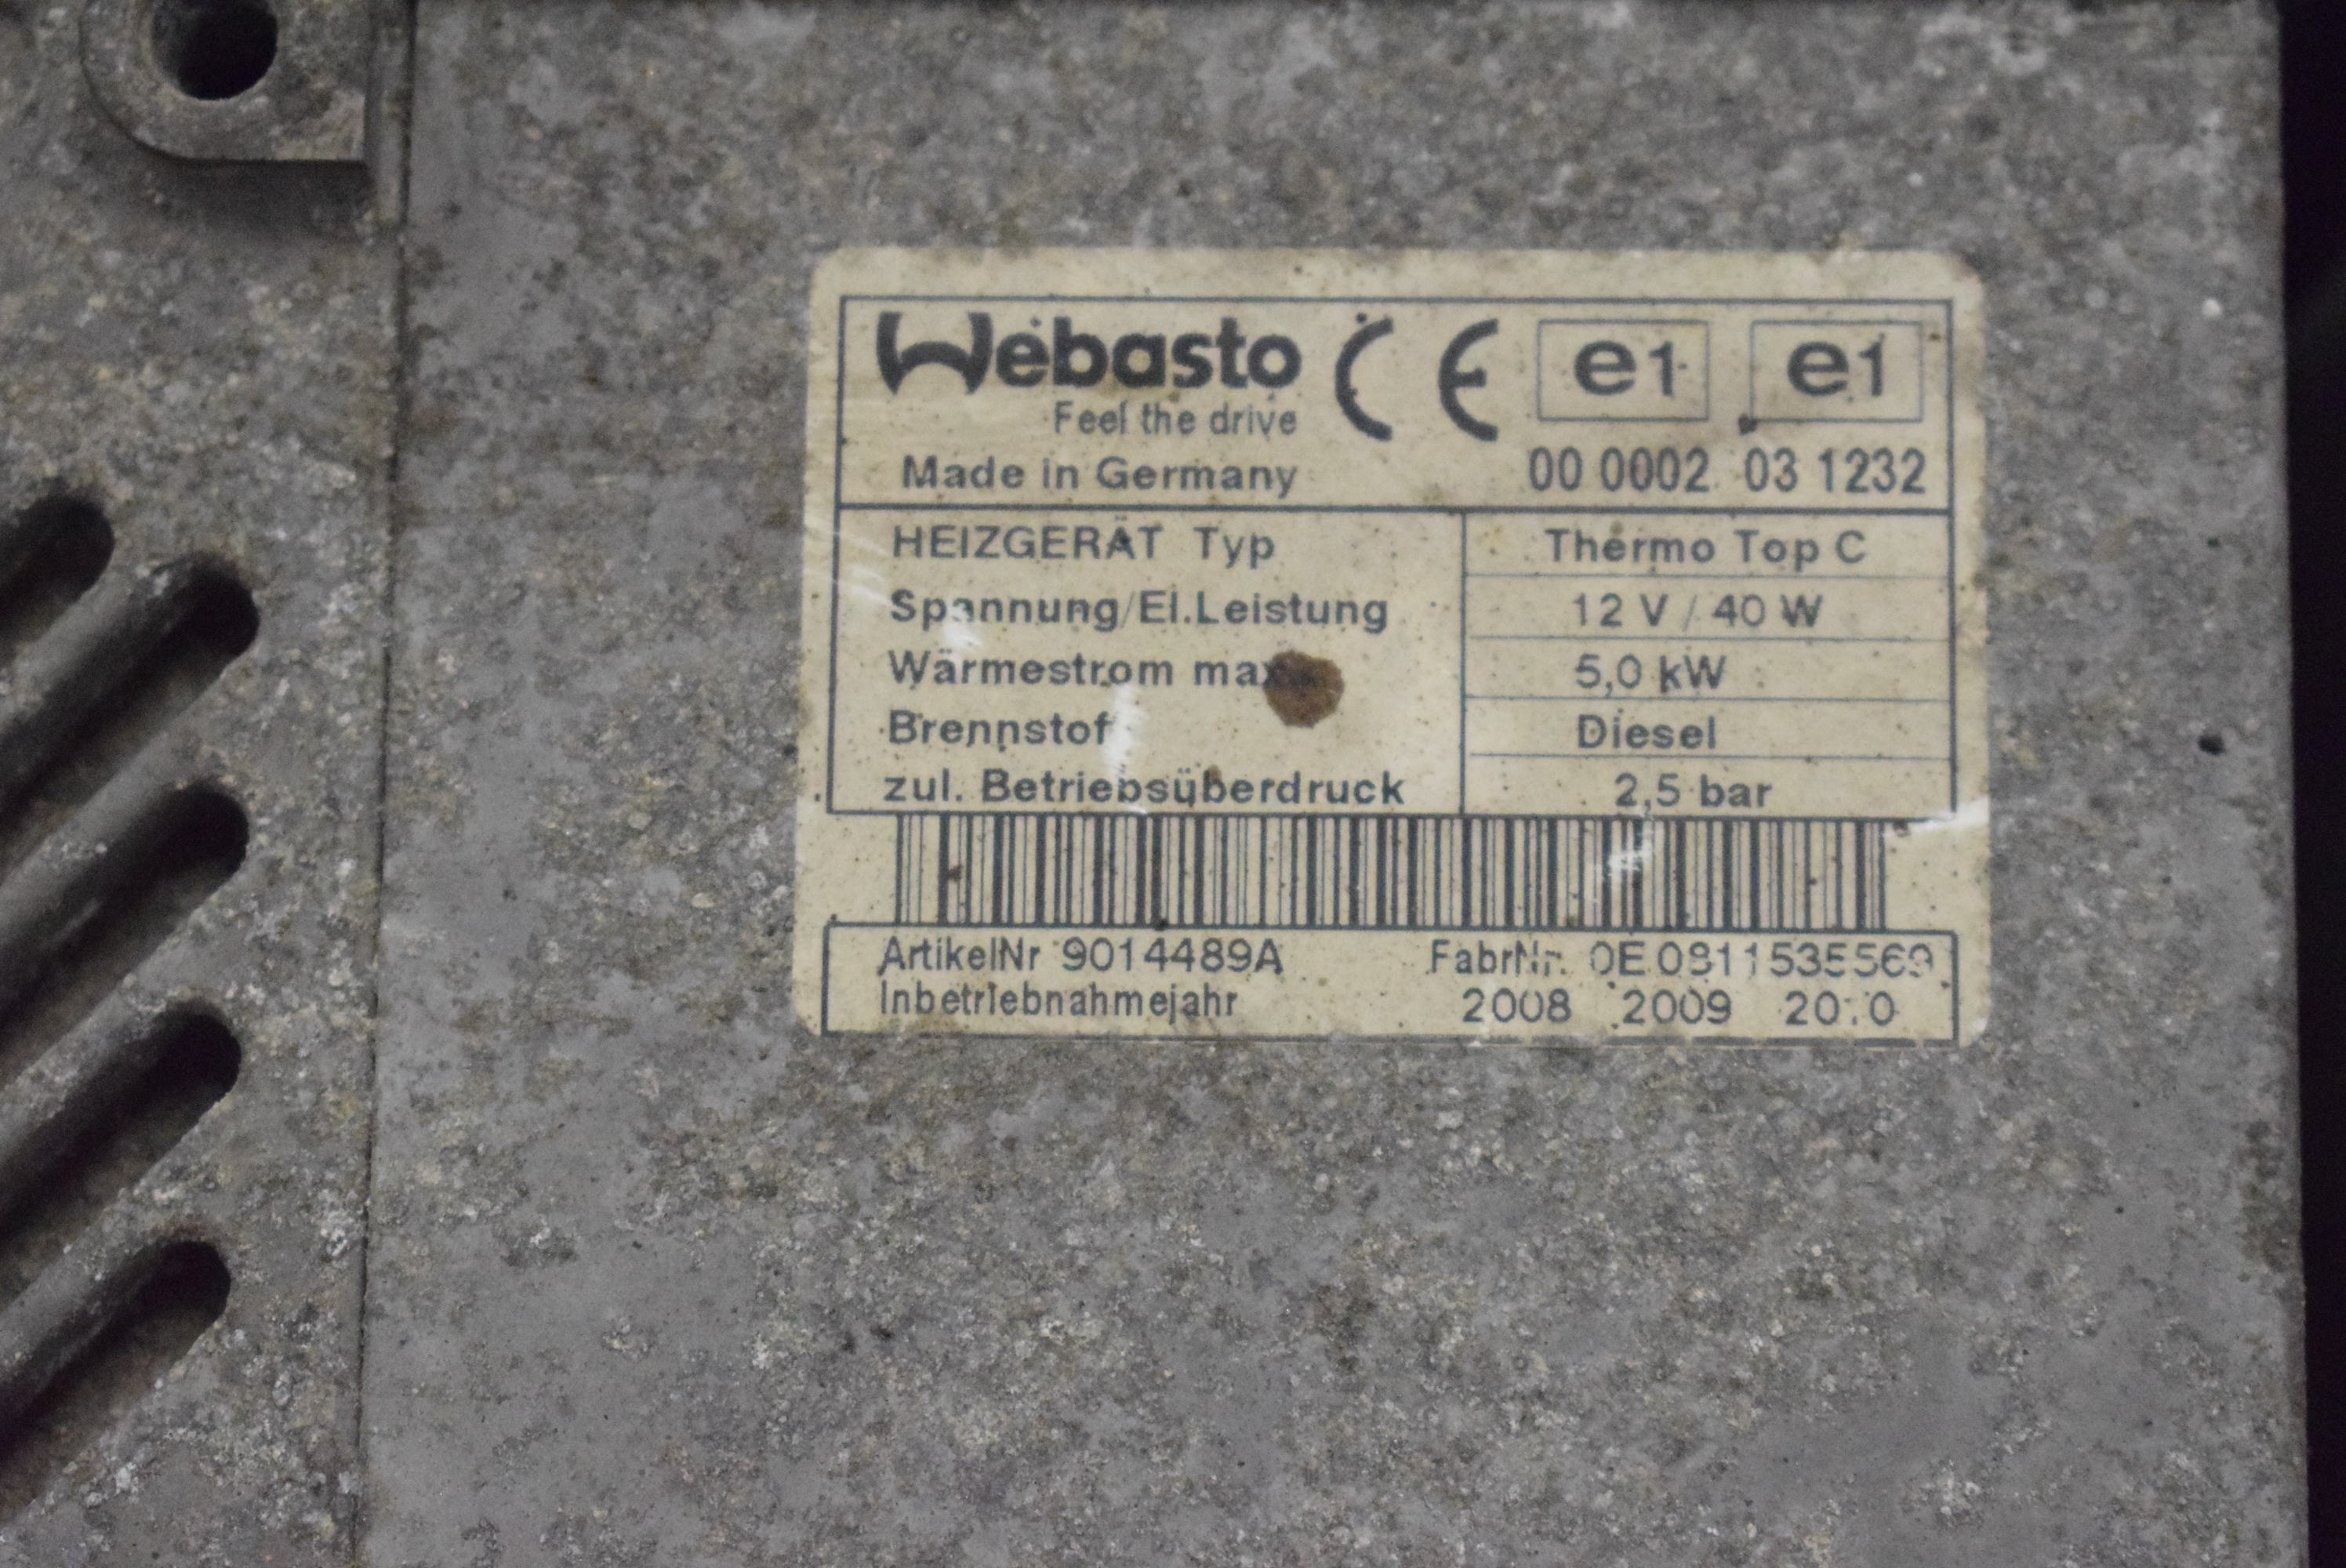 Webasto CE e1 e1
Feel the drive
Made in Germany 00 0002 03 1232
HEIZGERÄT Typ Thermo Top C
Spannung/El.Leistung 12 V / 40 W
Wärmestrom max 5,0 kW
Brennstof Diesel
zul. Betriebsüberdruck 2,5 bar
ArtikelNr 9014489A FabrNr. 0E0811535569
Inbetriebnahmejahr 2008 2009 2010